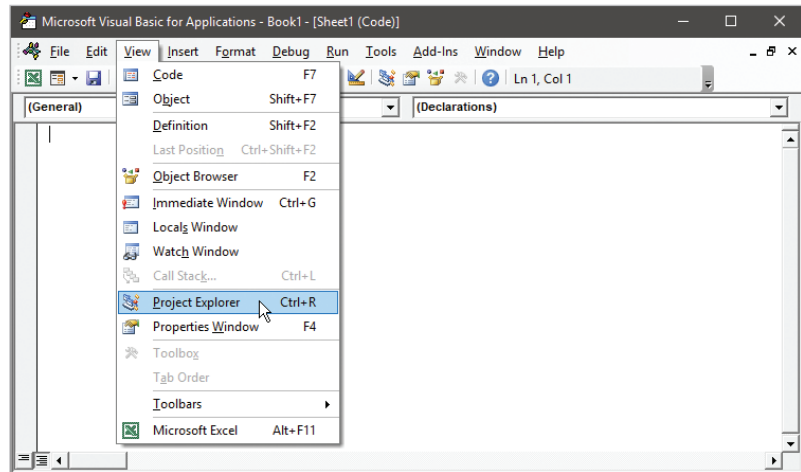 Microsoft Visual Basic for Applications - Book1 - [Sheet1 (Code)]
File Edit View Insert Format Debug Run Tools Add-Ins Window Help
Ln 1, Col 1
(General) (Declarations)
Code F7
Object Shift+F7
Definition Shift+F2
Last Position Ctrl+Shift+F2
Object Browser F2
Immediate Window Ctrl+G
Locals Window
Watch Window
Call Stack... Ctrl+L
Project Explorer Ctrl+R
Properties Window F4
Toolbox
Tab Order
Toolbars
Microsoft Excel Alt+F11